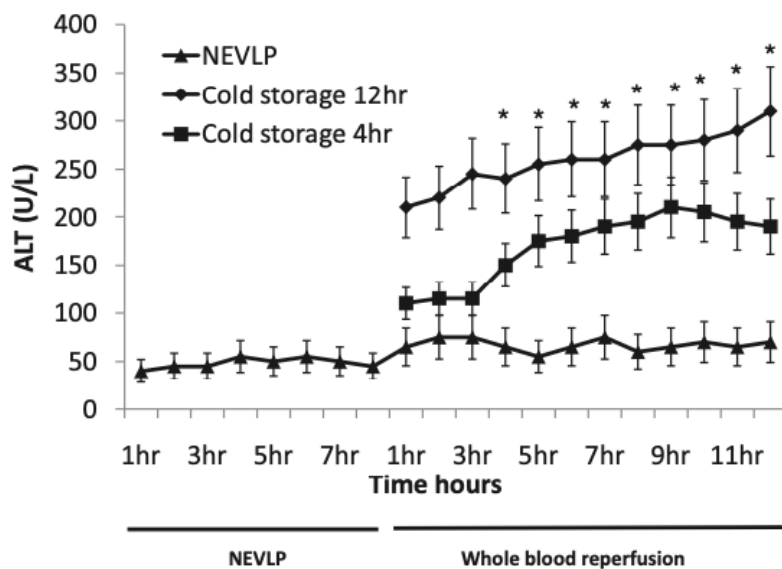 400
350
300
250
200
150
100
50
0
ALT (U/L)
NEVLP
Cold storage 12hr
Cold storage 4hr
* * * * * * * * *
1hr 3hr 5hr 7hr 1hr 3hr 5hr 7hr 9hr 11hr
Time hours
NEVLP Whole blood reperfusion